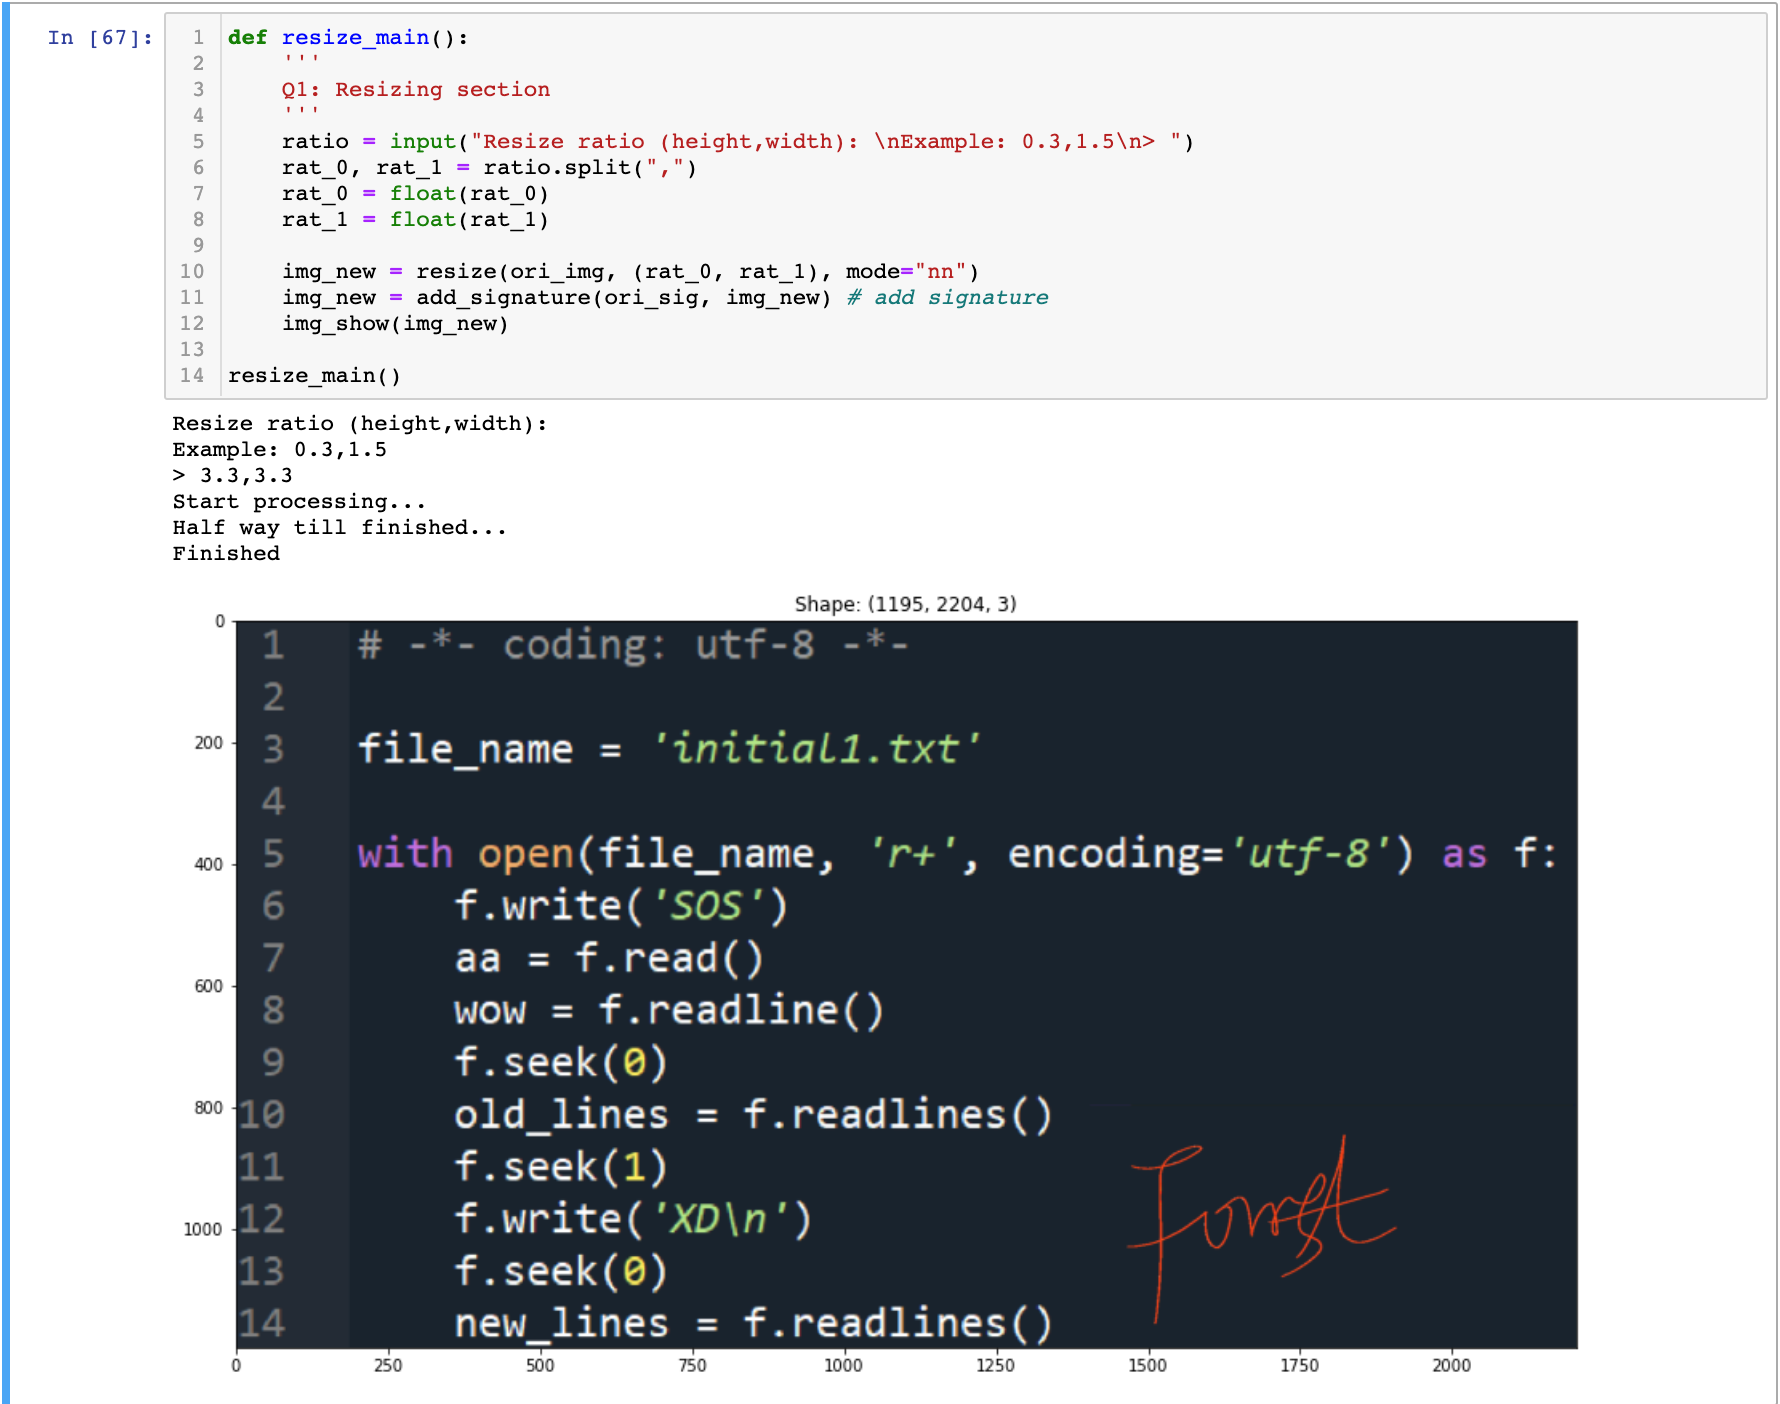 In [67]:
1 def resize_main():
2     '''
3     Q1: Resizing section
4     '''
5     ratio = input("Resize ratio (height,width): \nExample: 0.3,1.5\n> ")
6     rat_0, rat_1 = ratio.split(",")
7     rat_0 = float(rat_0)
8     rat_1 = float(rat_1)
9
10     img_new = resize(ori_img, (rat_0, rat_1), mode="nn")
11     img_new = add_signature(ori_sig, img_new) # add signature
12     img_show(img_new)
13
14 resize_main()
Resize ratio (height,width):
Example: 0.3,1.5
> 3.3,3.3
Start processing...
Half way till finished...
Finished
Shape: (1195, 2204, 3)
0
200
400
600
800
1000
1 # -*- coding: utf-8 -*-
2
3 file_name = 'initial1.txt'
4
5 with open(file_name, 'r+', encoding='utf-8') as f:
6     f.write('SOS')
7     aa = f.read()
8     wow = f.readline()
9     f.seek(0)
10     old_lines = f.readlines()
11     f.seek(1)
12     f.write('XD\n')
13     f.seek(0)
14     new_lines = f.readlines()
Forrest
0 250 500 750 1000 1250 1500 1750 2000